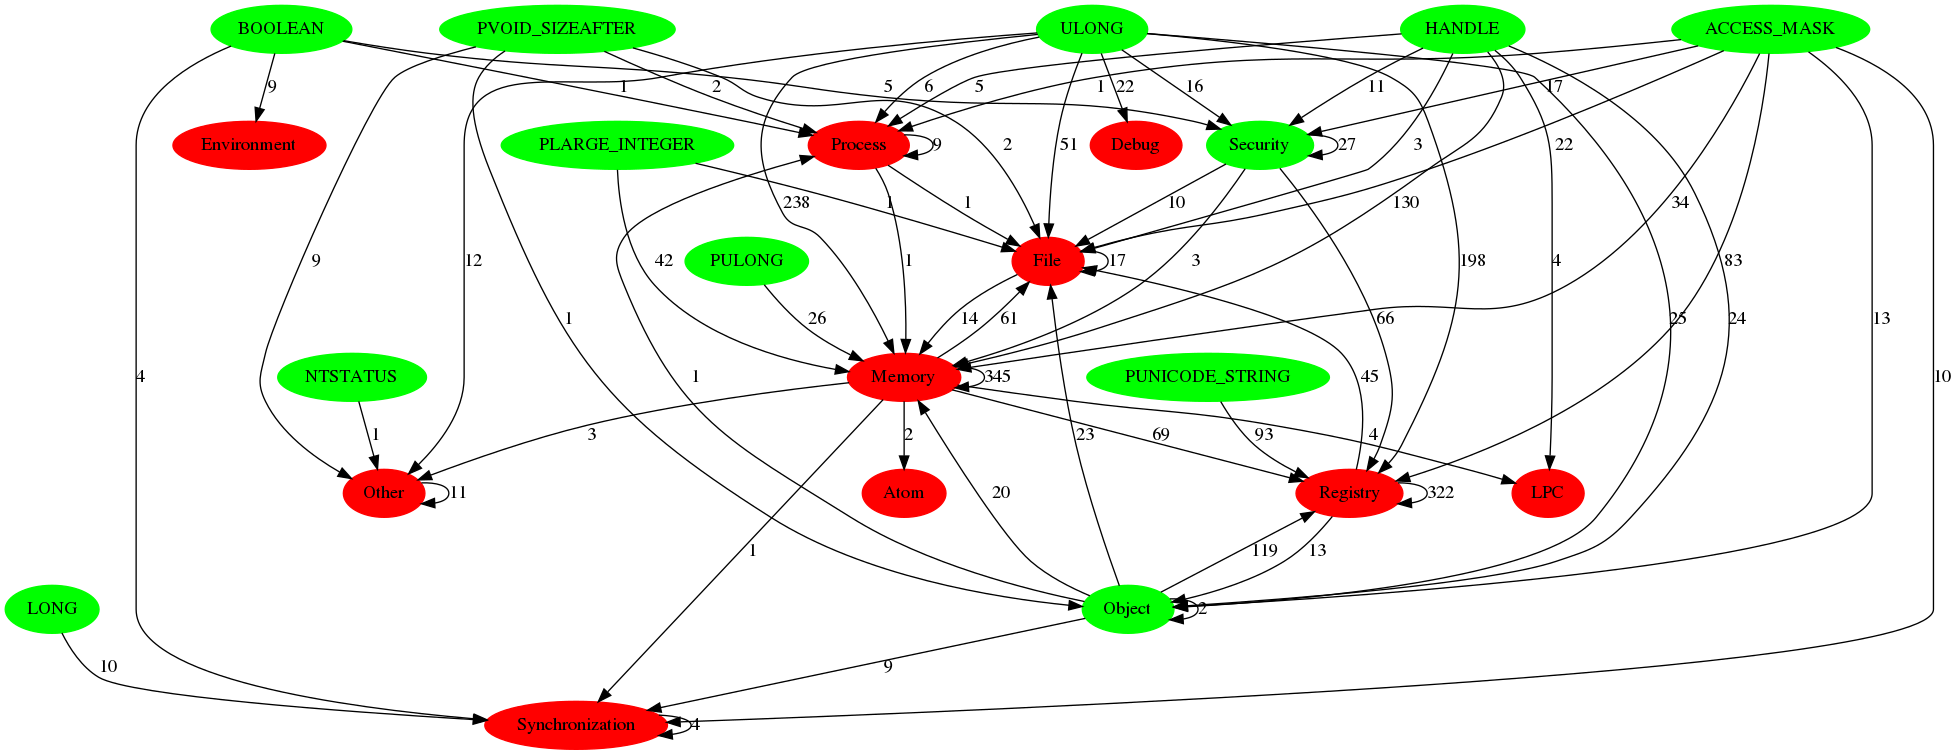 BOOLEAN PVOID_SIZEAFTER ULONG HANDLE ACCESS_MASK
9 1 2 5 6 5 1 22 16 11 17
Environment PLARGE_INTEGER Process 9 2 51 Debug Security 27 3 22
9 12 42 PULONG 238 1 1 1 File 17 10 3 130 198 4 34 83
1 26 14 61 66 25 24 13
4 NTSTATUS 1 Memory 345 PUNICODE_STRING 45 10
1 3 2 23 69 93 4
Other 11 Atom 20 Registry 322 LPC
1 119 13
LONG Object 2
10 9
Synchronization 4